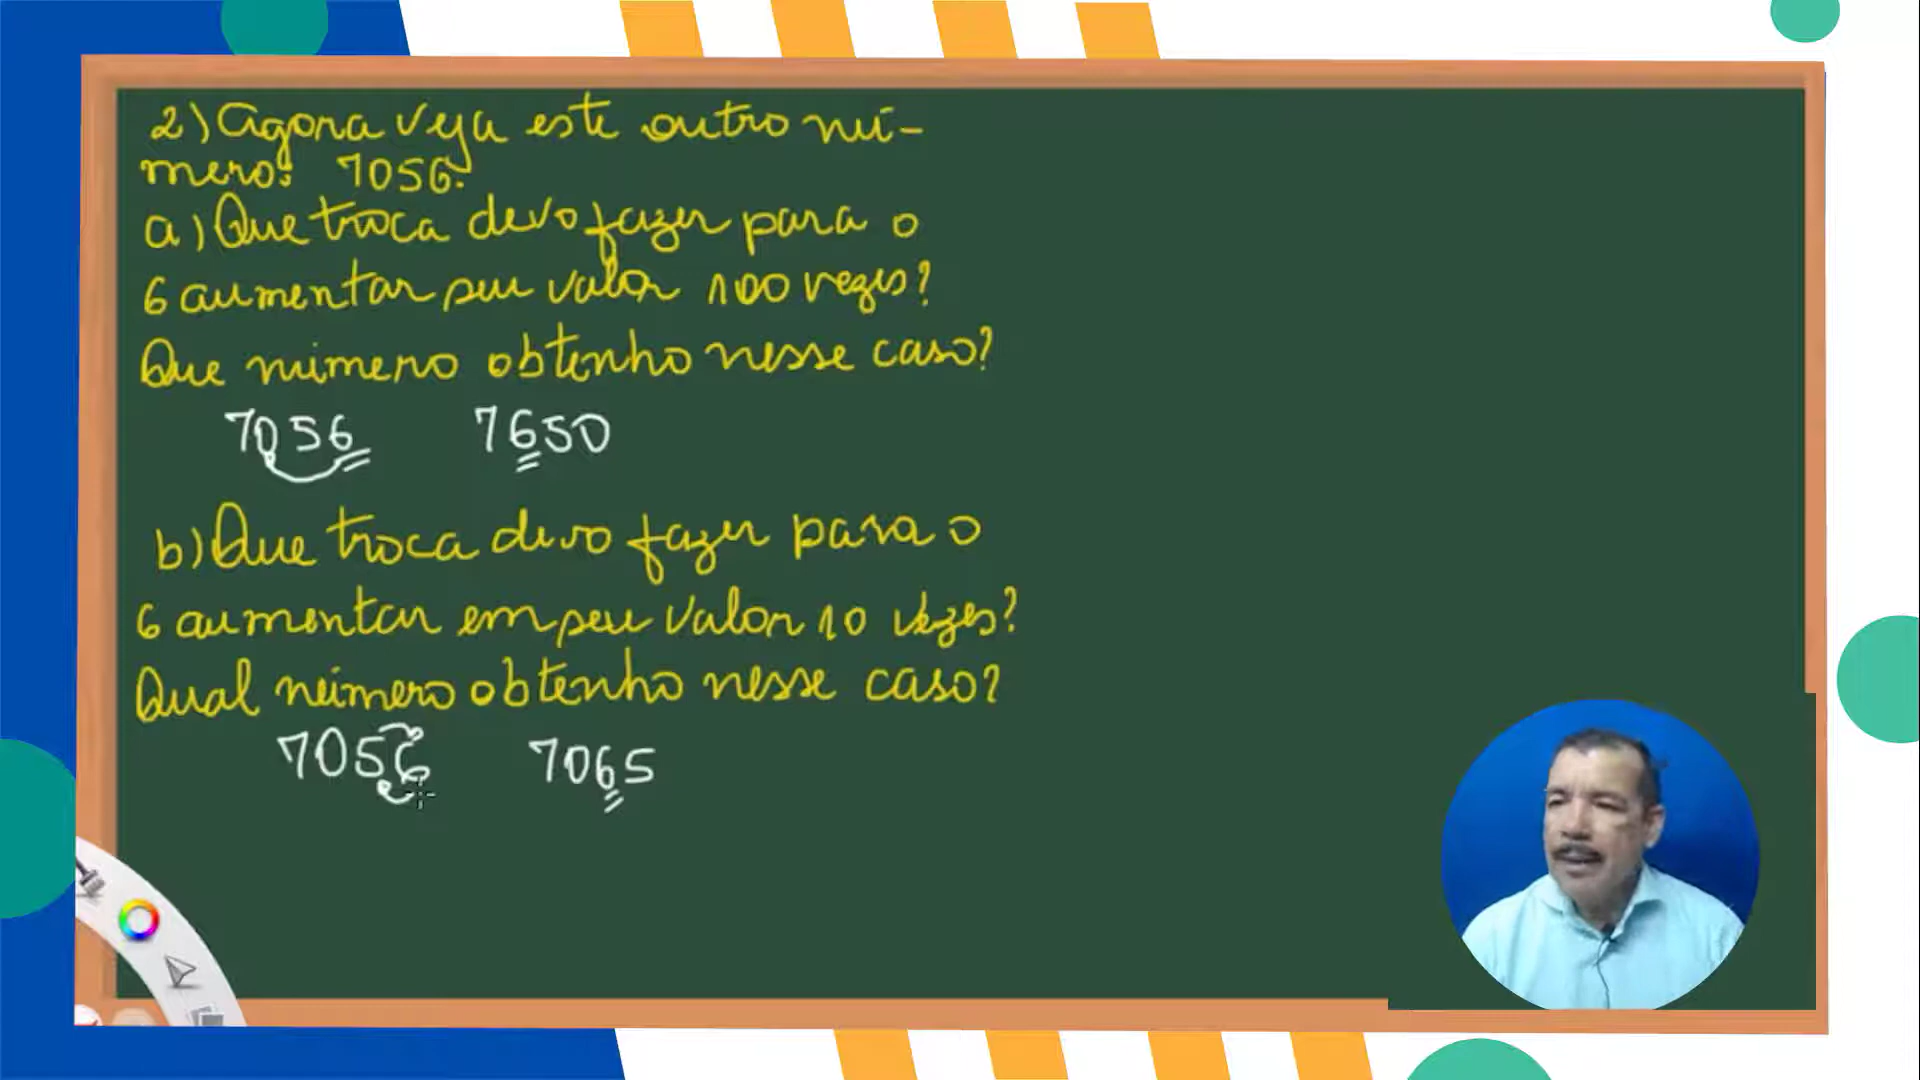 2) Agora veja este outro nú-
mero: 7056.
a) Que troca devo fazer para o
6 aumentar seu valor 100 vezes?
Que número obtenho nesse caso?
7056 7650
b) Que troca devo fazer para o
6 aumentar em seu valor 10 vezes?
Qual número obtenho nesse caso?
7056 7065